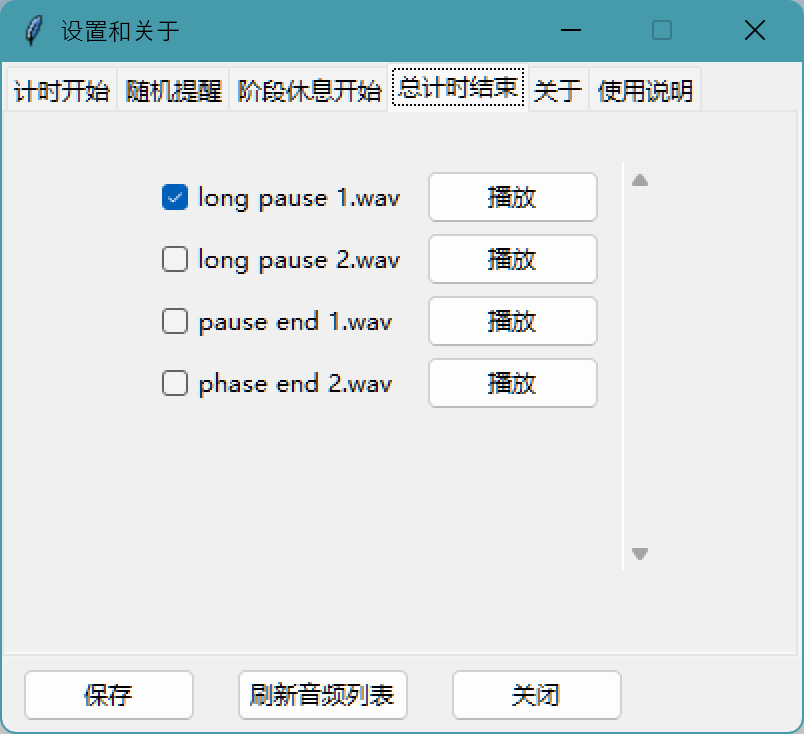 设置和关于
计时开始 随机提醒 阶段休息开始 总计时结束 关于 使用说明
long pause 1.wav 播放
long pause 2.wav 播放
pause end 1.wav 播放
phase end 2.wav 播放
保存 刷新音频列表 关闭